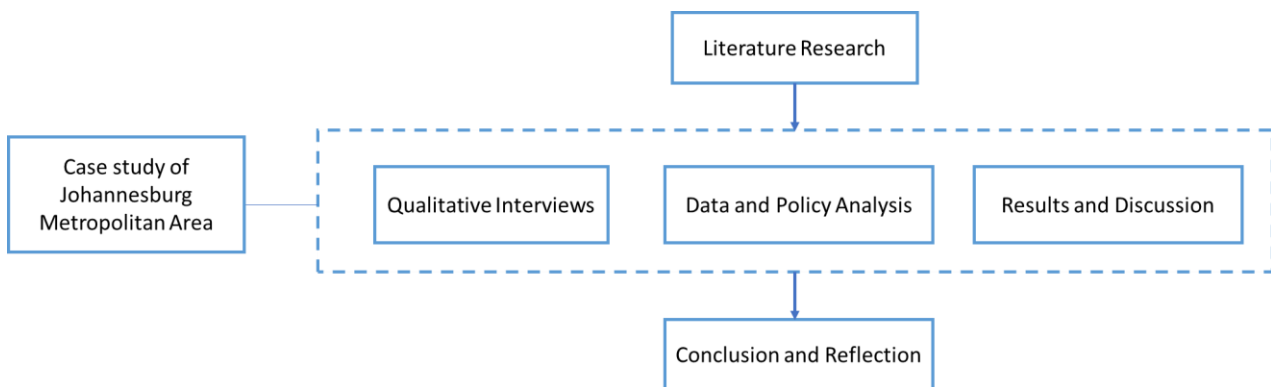 Literature Research
Case study of
Johannesburg
Metropolitan Area
Qualitative Interviews
Data and Policy Analysis
Results and Discussion
Conclusion and Reflection